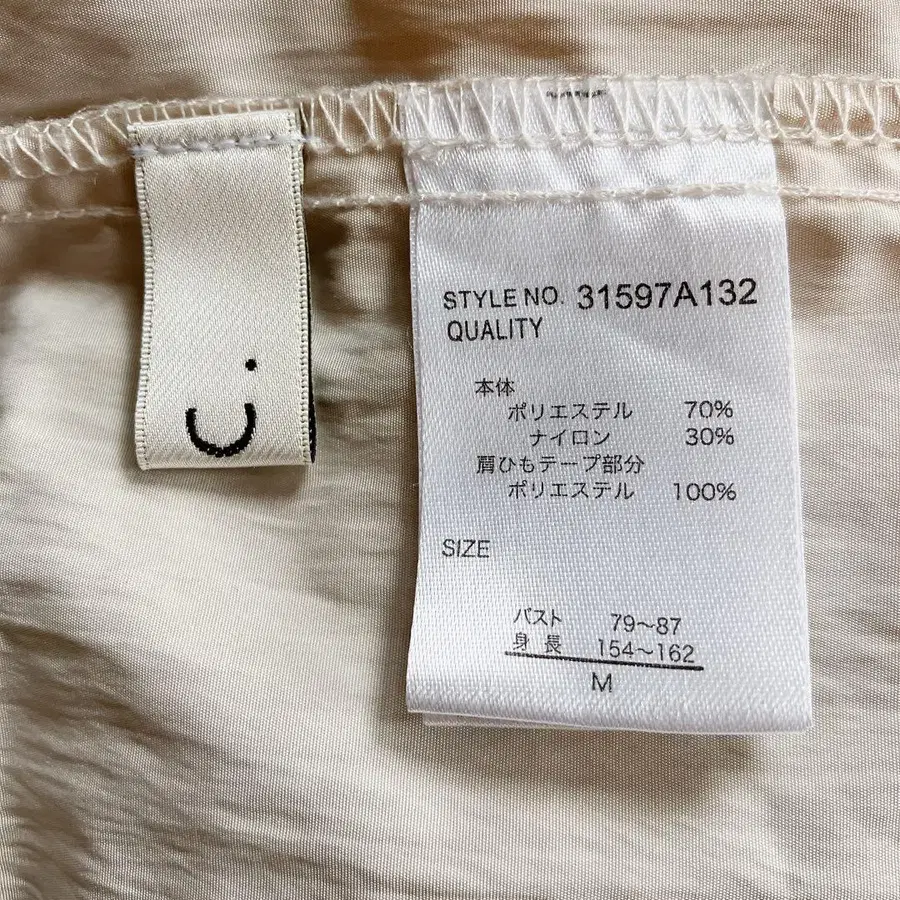 STYLE NO. 31597A132
QUALITY
本体
ポリエステル 70%
ナイロン 30%
肩ひもテープ部分
ポリエステル 100%
SIZE
バスト 79～87
身長 154～162
M